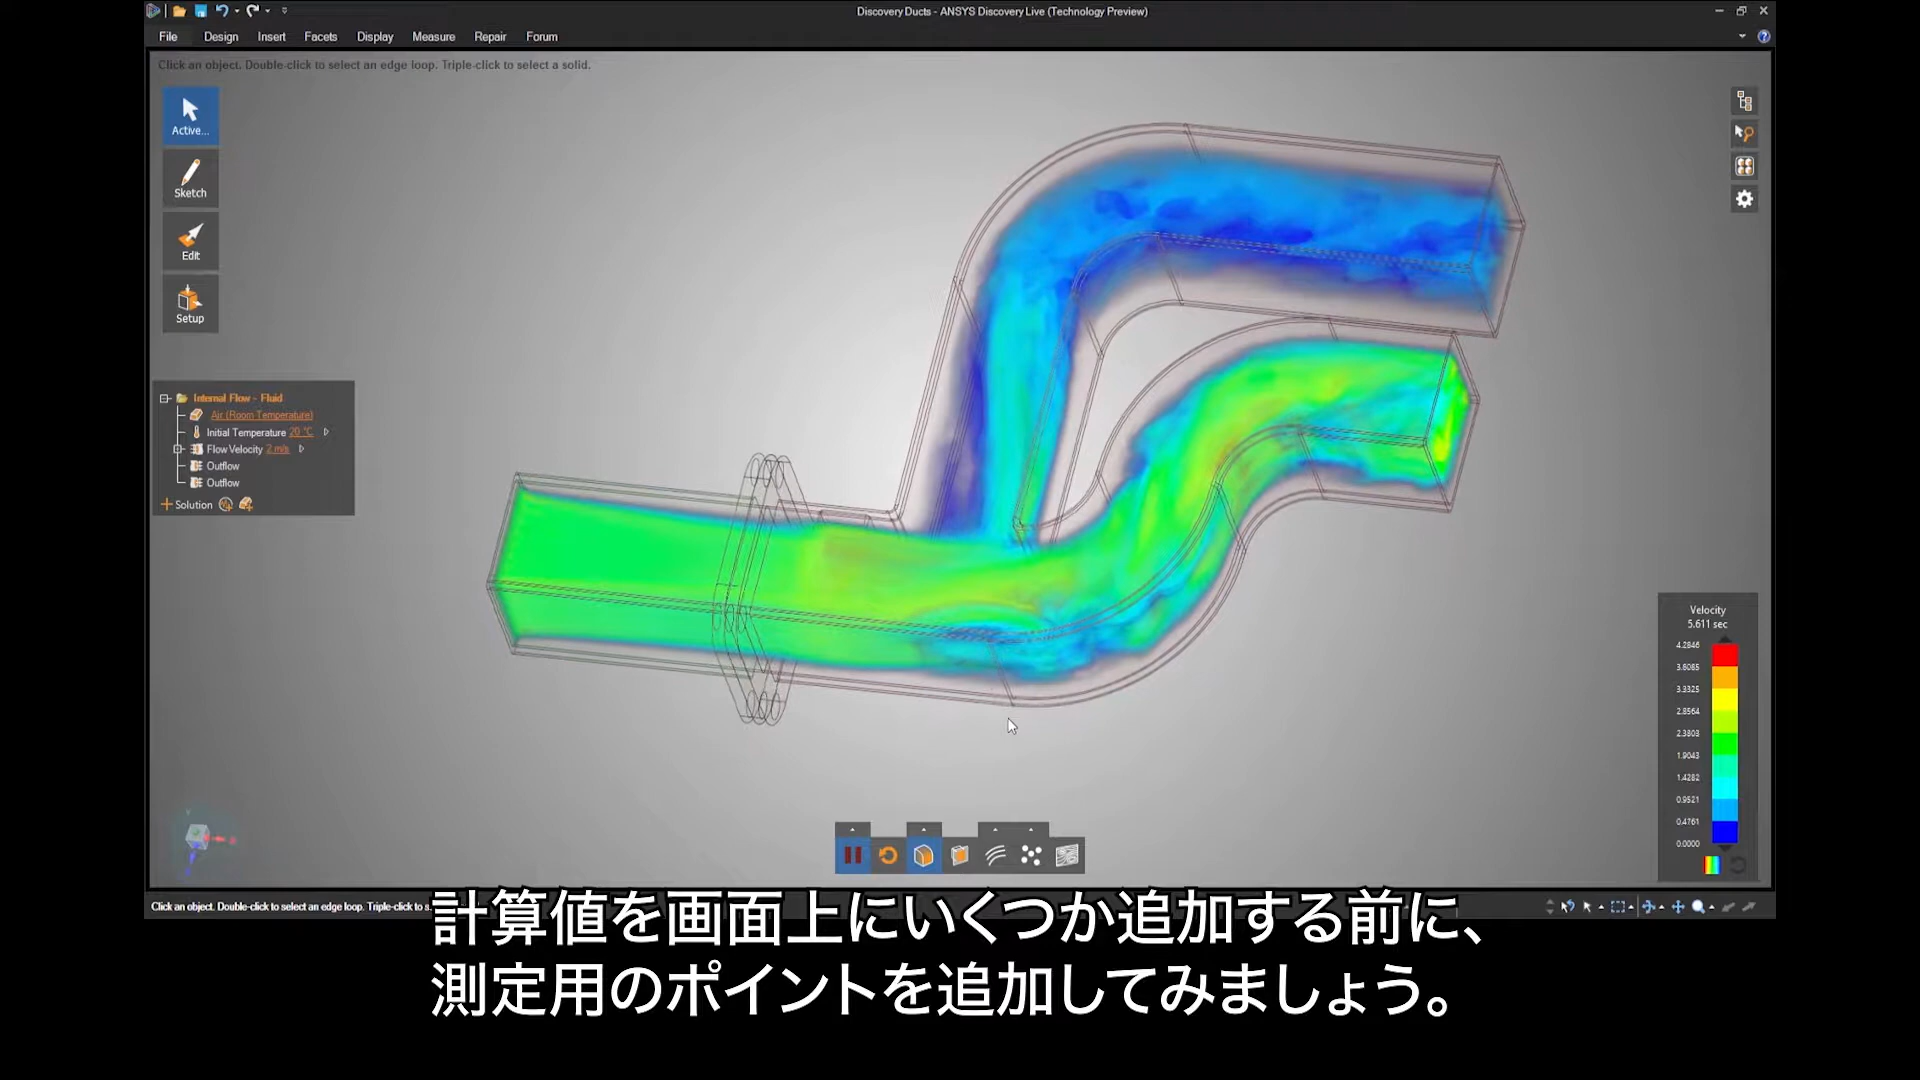 Discovery Ducts - ANSYS Discovery Live (Technology Preview)
File Design Insert Facets Display Measure Repair Forum
Click an object. Double-click to select an edge loop. Triple-click to select a solid.
Active...
Sketch
Edit
Setup
Internal Flow - Fluid
Air (Room Temperature)
Initial Temperature 20 °C
Flow Velocity 2 m/s
Outflow
Outflow
Solution
Velocity
5.611 sec
4.2846
3.8085
3.3325
2.8564
2.3803
1.9043
1.4282
0.9521
0.4761
0.0000
Click an object. Double-click to select an edge loop. Triple-click to s
計算値を画面上にいくつか追加する前に、
測定用のポイントを追加してみましょう。